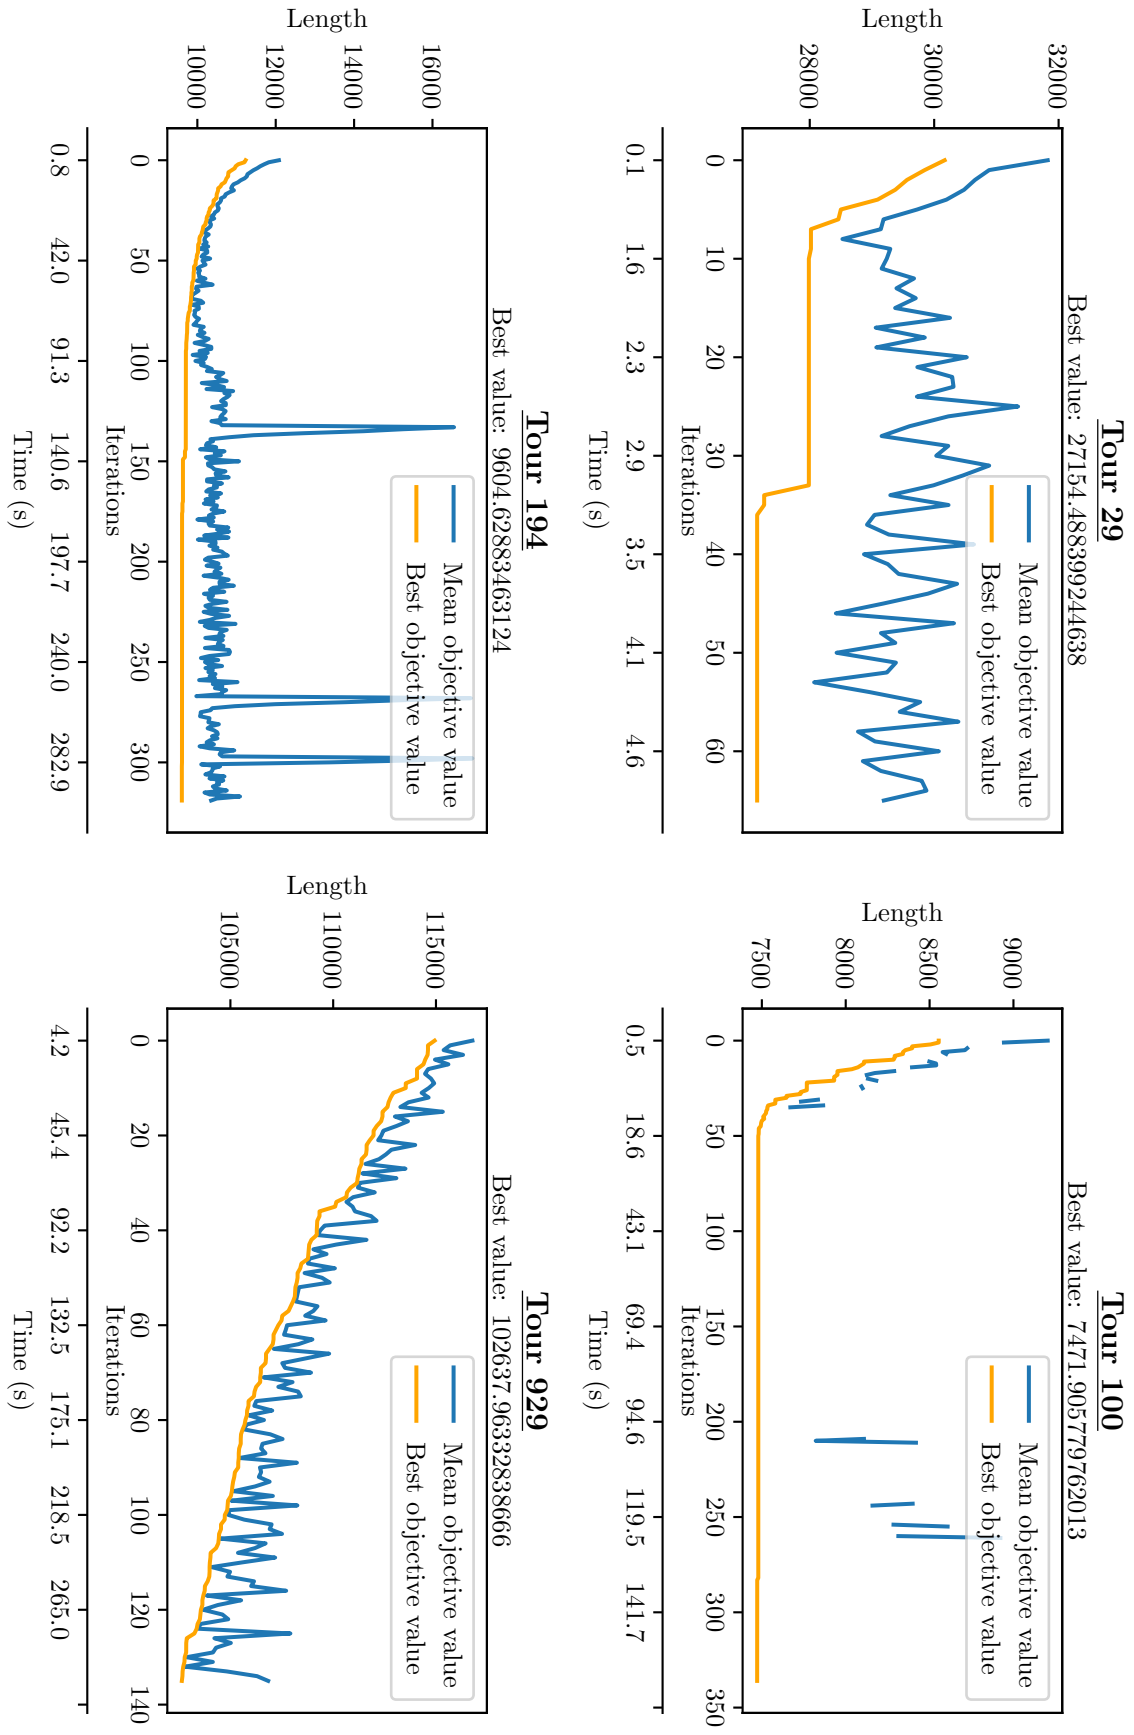 Tour 29
Best value: 27154.488399244638
Length
28000
30000
32000
0
10
20
30
40
50
60
Iterations
0.1
1.6
2.3
2.9
3.5
4.1
4.6
Time (s)
Mean objective value
Best objective value
Tour 100
Best value: 7471.905779762013
Length
7500
8000
8500
9000
0
50
100
150
200
250
300
350
Iterations
0.5
18.6
43.1
69.4
94.6
119.5
141.7
Time (s)
Mean objective value
Best objective value
Tour 194
Best value: 9604.62883463124
Length
10000
12000
14000
16000
0
50
100
150
200
250
300
Iterations
0.8
42.0
91.3
140.6
197.7
240.0
282.9
Time (s)
Mean objective value
Best objective value
Tour 929
Best value: 102637.96332838666
Length
105000
110000
115000
0
20
40
60
80
100
120
140
Iterations
4.2
45.4
92.2
132.5
175.1
218.5
265.0
Time (s)
Mean objective value
Best objective value